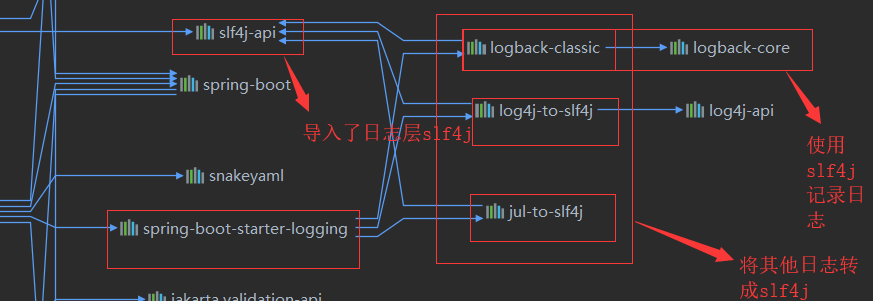 slf4j-api
logback-classic
logback-core
spring-boot
log4j-to-slf4j
log4j-api
导入了日志层slf4j
使用
slf4j
记录日
志
snakeyaml
jul-to-slf4j
spring-boot-starter-logging
将其他日志转
成slf4j
jakarta.validation-api